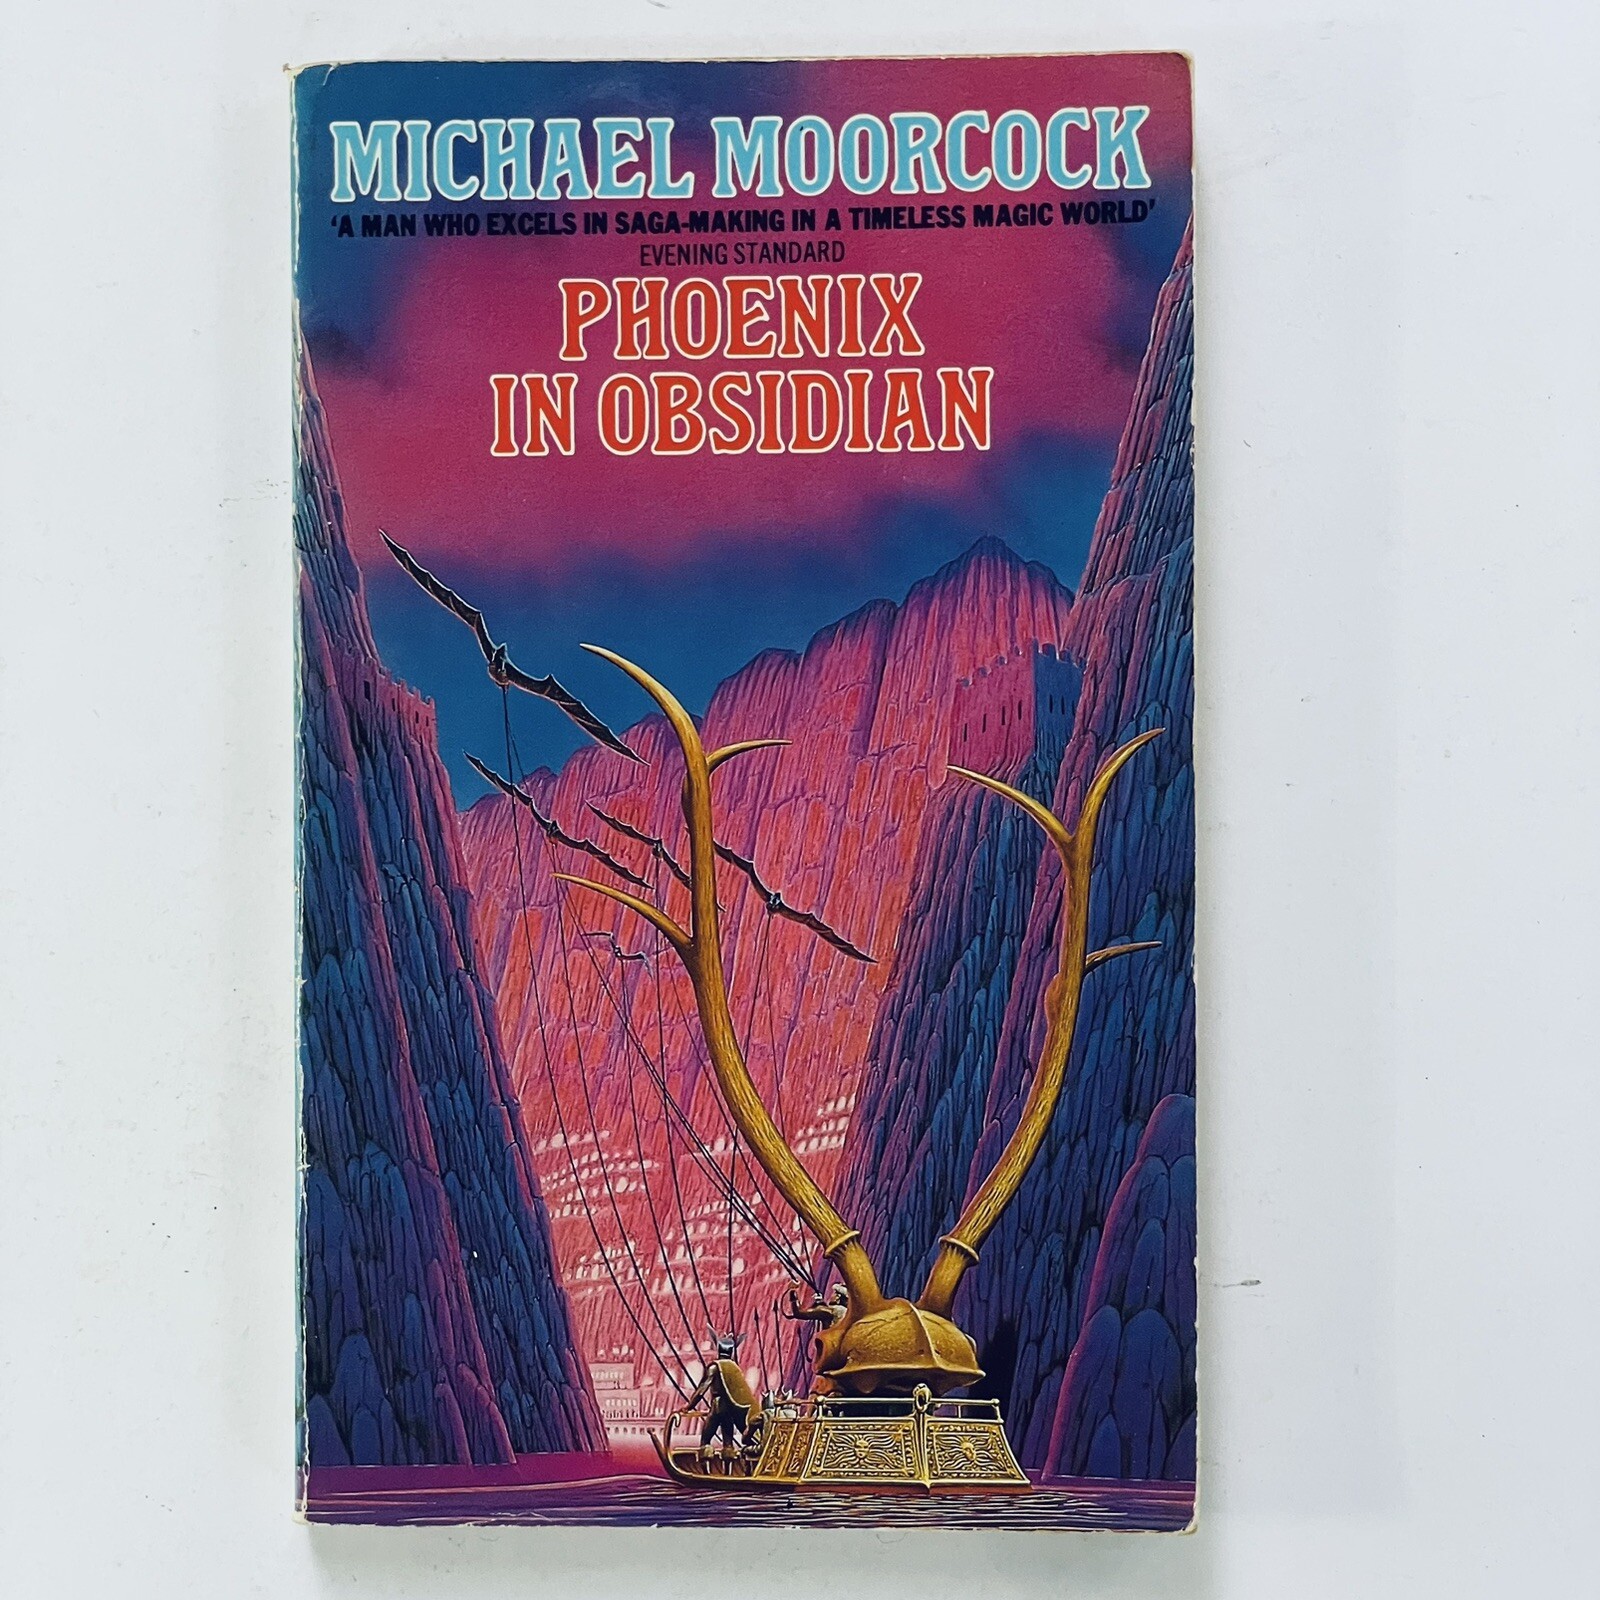 MICHAEL MOORCOCK
'A MAN WHO EXCELS IN SAGA-MAKING IN A TIMELESS MAGIC WORLD'
EVENING STANDARD
PHOENIX
IN OBSIDIAN